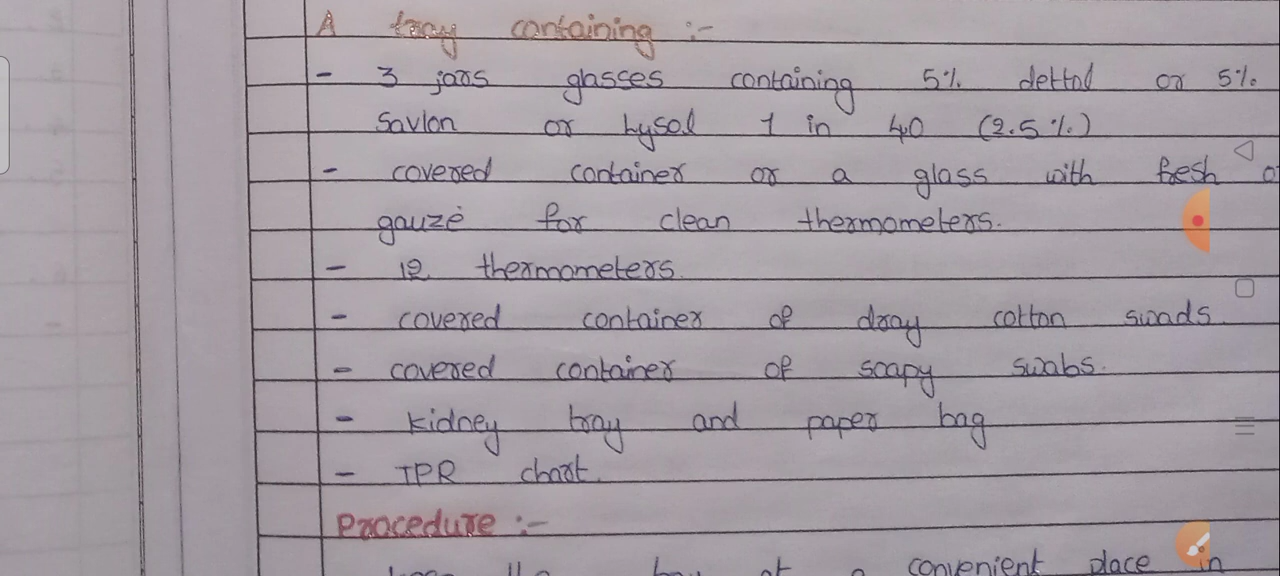 A tray containing :-
- 3 jars glasses containing 5% dettol or 5%
Savlon or Lysol 1 in 40 (2.5%)
- covered container or a glass with fresh
gauze for clean thermometers.
- 12 thermometers.
- covered container of dray cotton swads.
- covered container of soapy swabs.
- kidney tray and paper bag
- TPR chart.
Procedure :-
a convenient place in